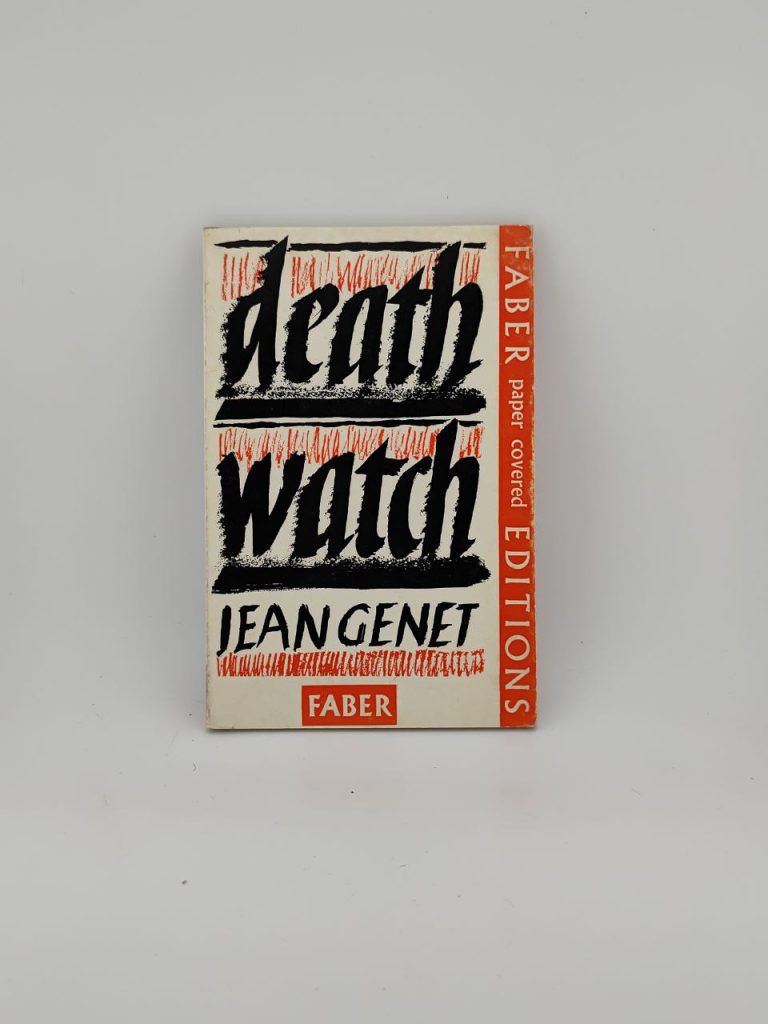 death
watch
JEAN GENET
FABER
FABER paper covered EDITIONS